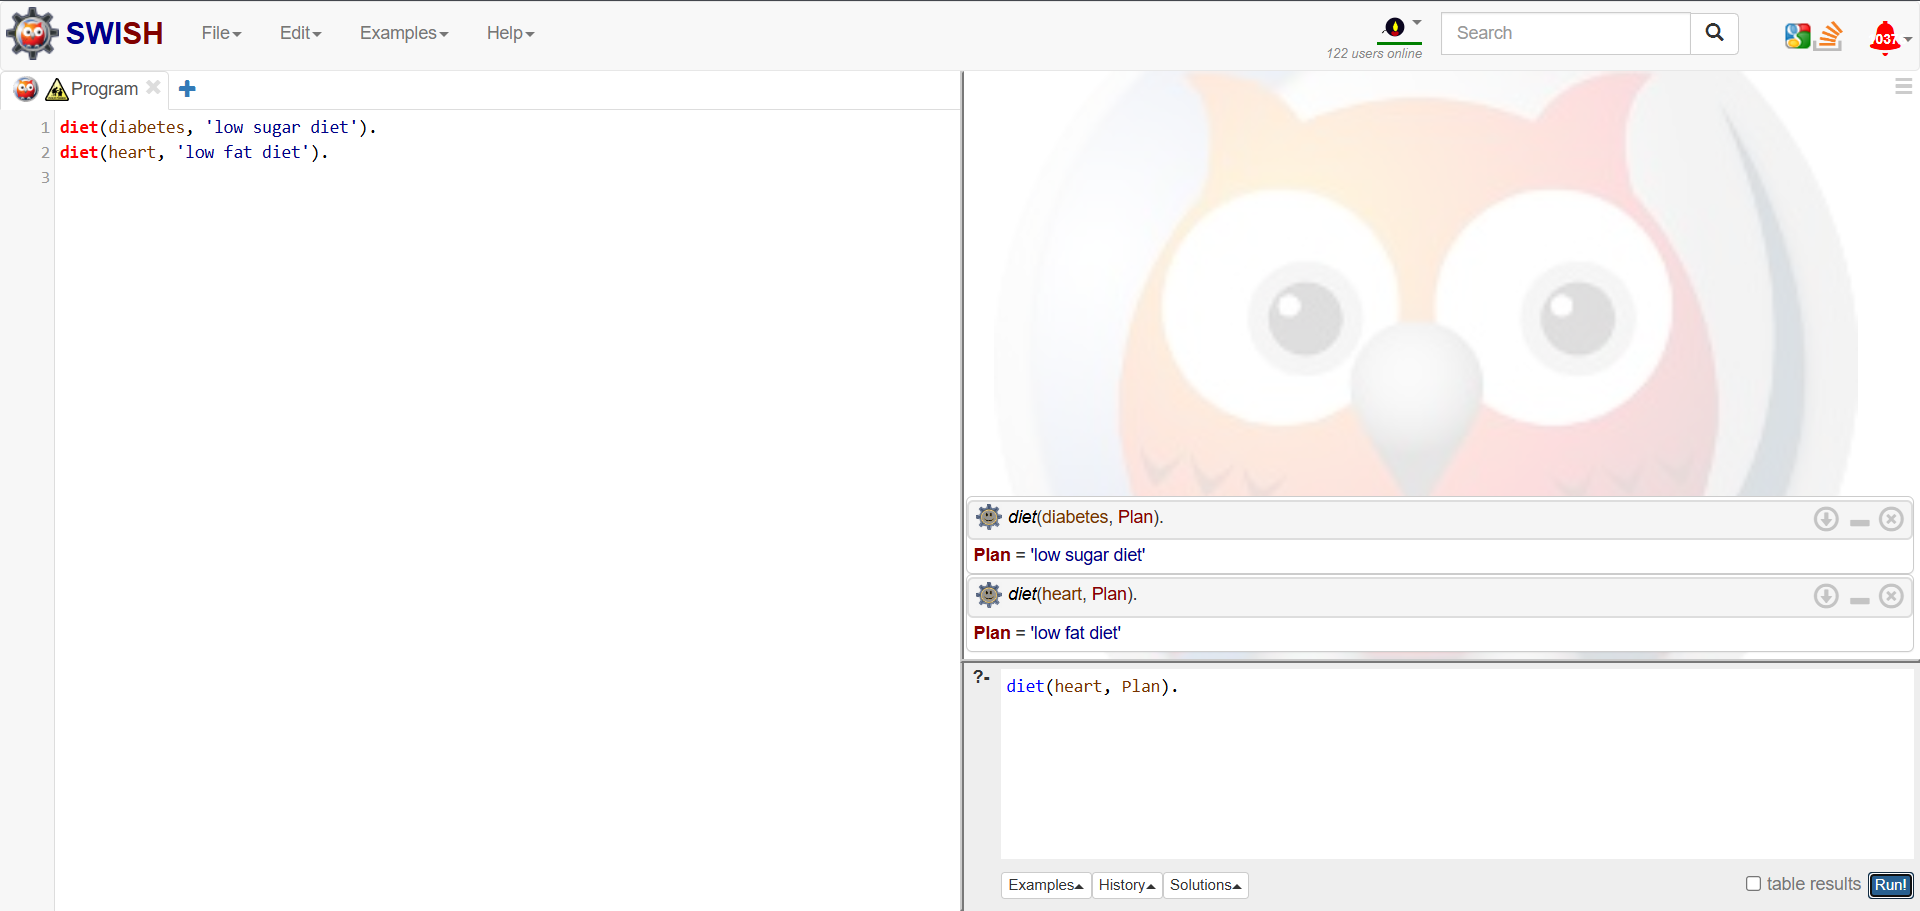 SWISH File Edit Examples Help
122 users online
Search
037
Program
1 diet(diabetes, 'low sugar diet').
2 diet(heart, 'low fat diet').
3
diet(diabetes, Plan).
Plan = 'low sugar diet'
diet(heart, Plan).
Plan = 'low fat diet'
?- diet(heart, Plan).
Examples History Solutions table results Run!